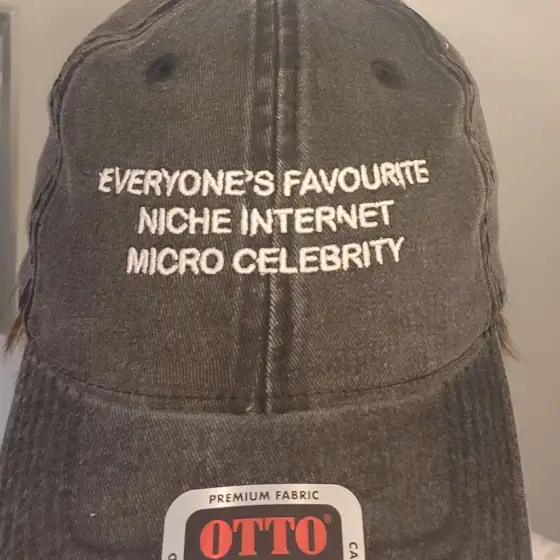 EVERYONE'S FAVOURITE
NICHE INTERNET
MICRO CELEBRITY
PREMIUM FABRIC
OTTO®